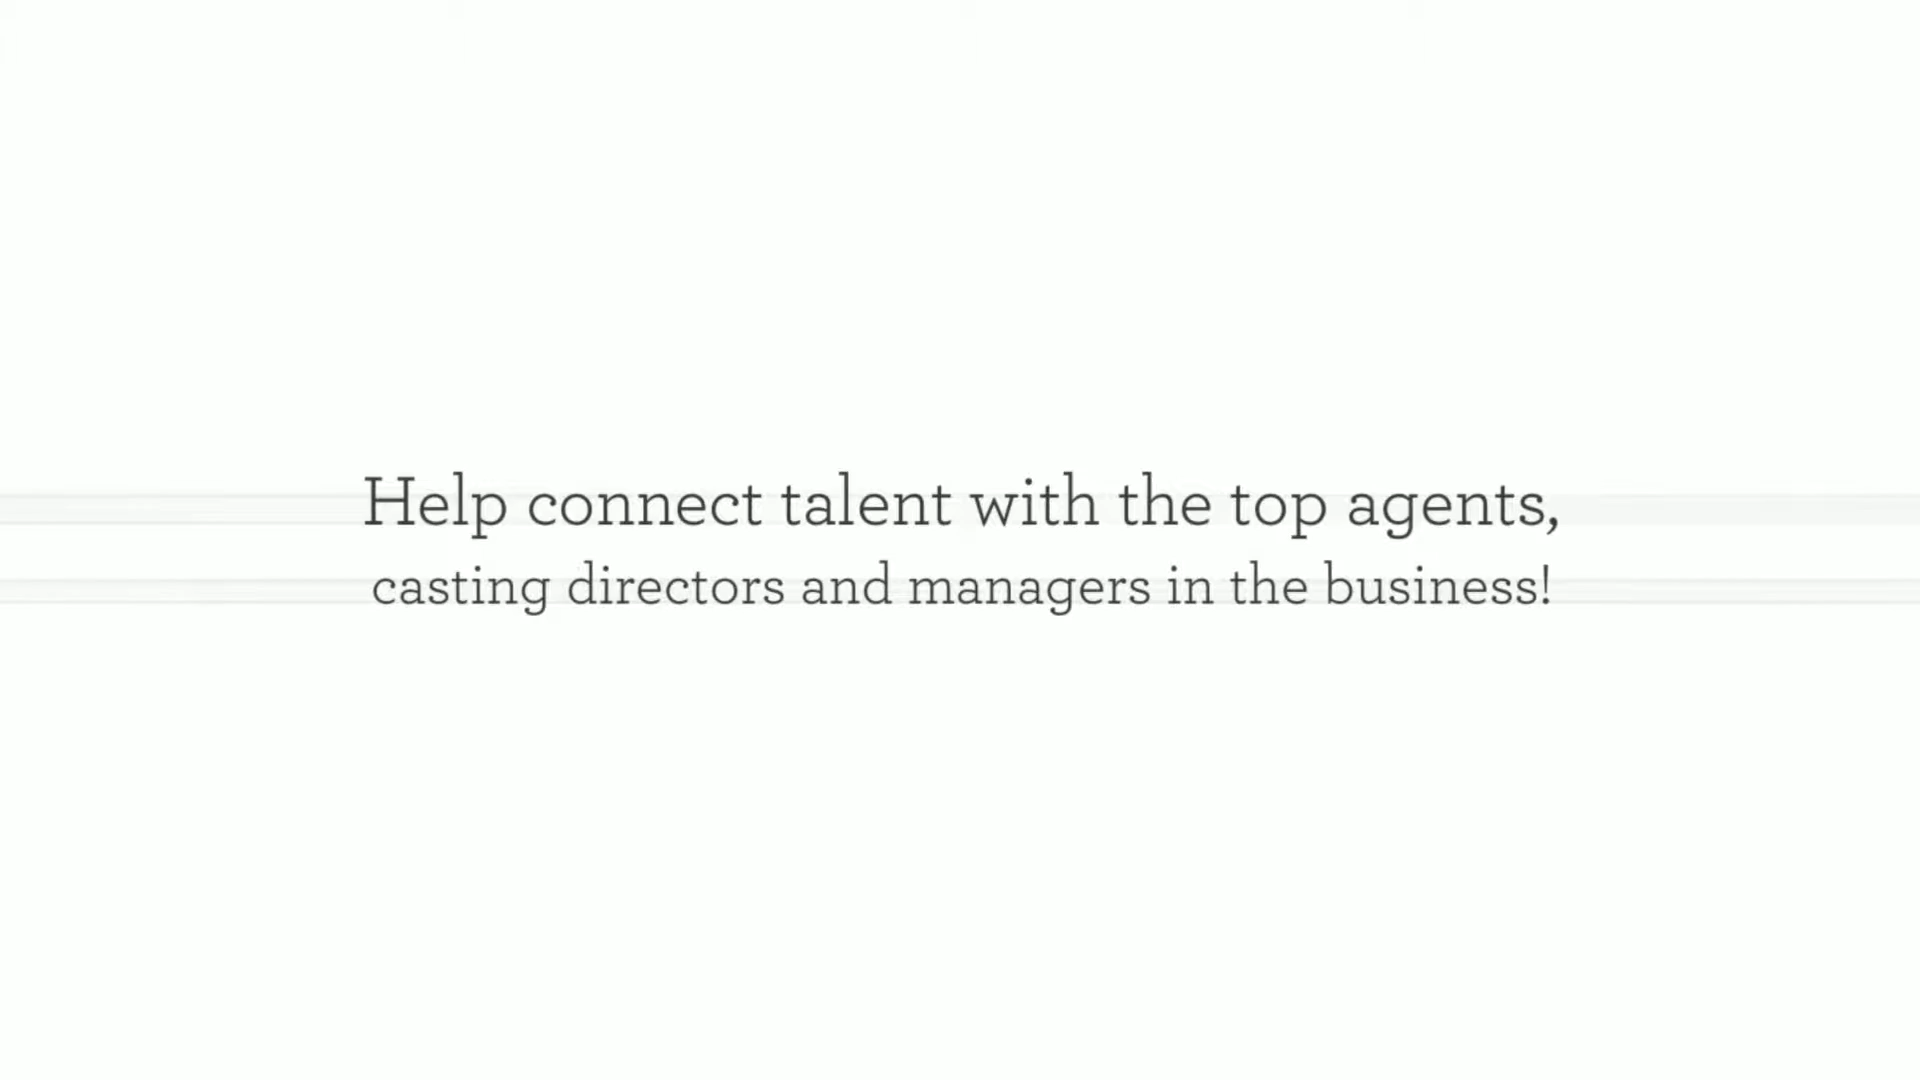 Help connect talent with the top agents,
casting directors and managers in the business!